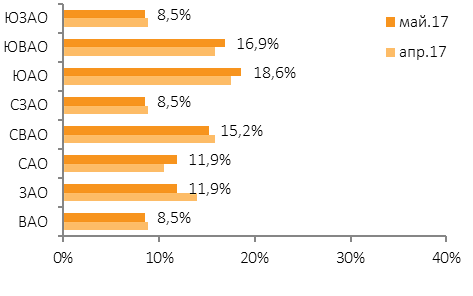 ЮЗАО 8,5%
май.17
ЮВАО 16,9%
апр.17
ЮАО 18,6%
СЗАО 8,5%
СВАО 15,2%
САО 11,9%
ЗАО 11,9%
ВАО 8,5%
0% 10% 20% 30% 40%